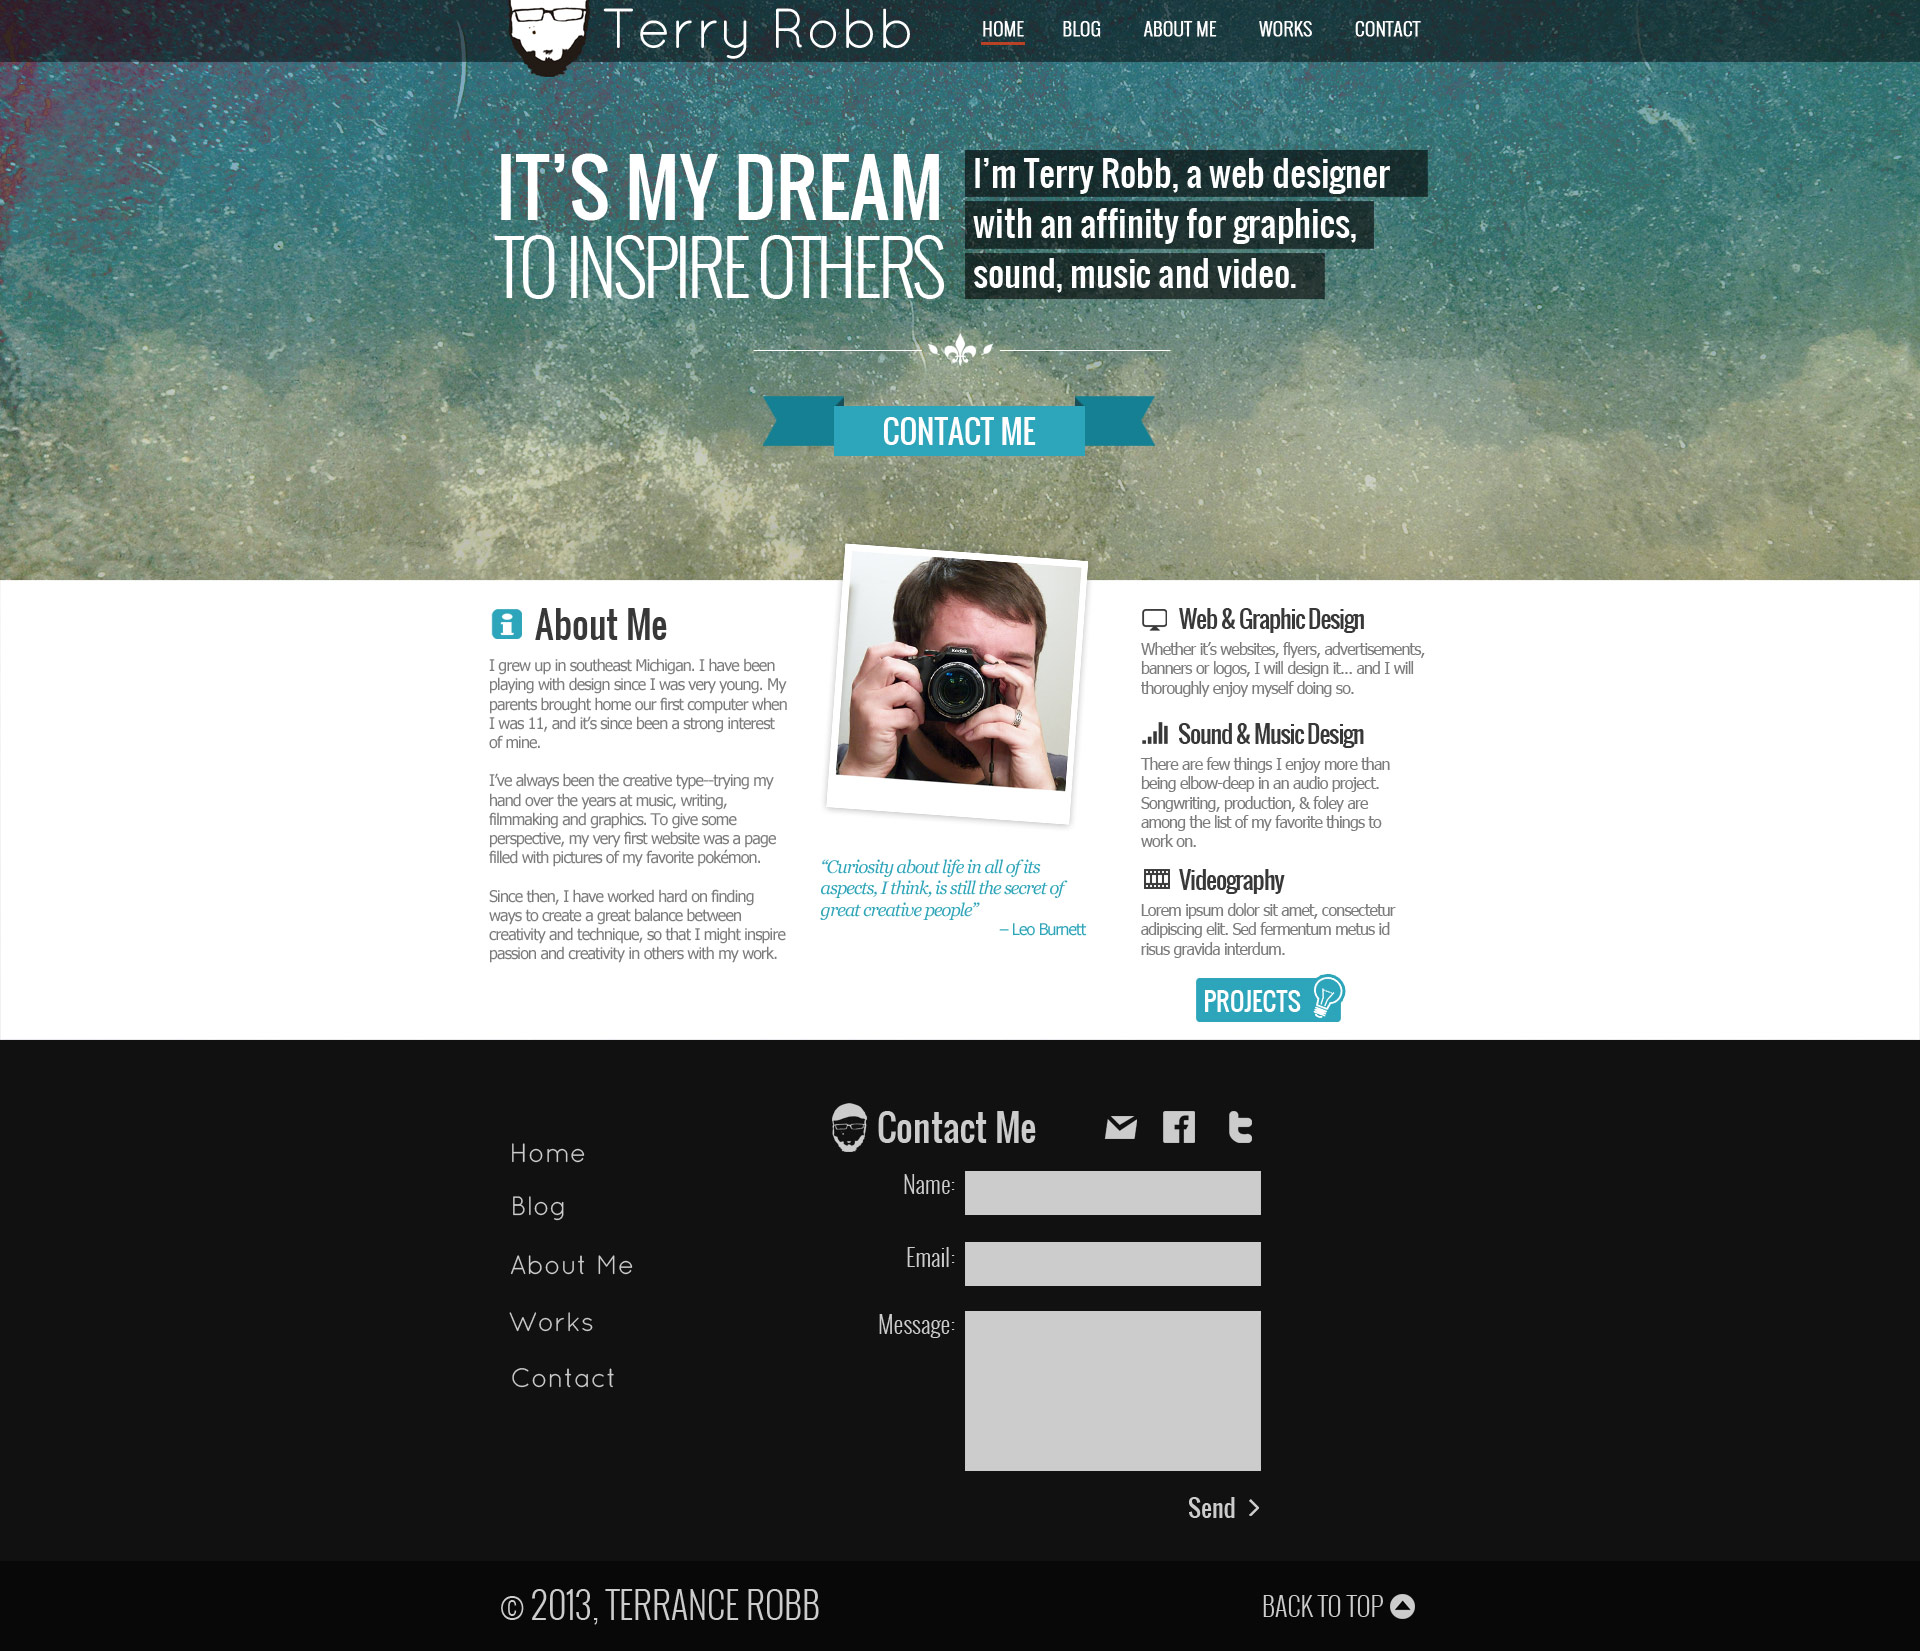 Terry Robb
HOME BLOG ABOUT ME WORKS CONTACT
IT'S MY DREAM
TO INSPIRE OTHERS
I'm Terry Robb, a web designer
with an affinity for graphics,
sound, music and video.
CONTACT ME
About Me
I grew up in southeast Michigan. I have been
playing with design since I was very young. My
parents brought home our first computer when
I was 11, and it's since been a strong interest
of mine.
I've always been the creative type--trying my
hand over the years at music, writing,
filmmaking and graphics. To give some
perspective, my very first website was a page
filled with pictures of my favorite pokémon.
Since then, I have worked hard on finding
ways to create a great balance between
creativity and technique, so that I might inspire
passion and creativity in others with my work.
Kodak
“Curiosity about life in all of its
aspects, I think, is still the secret of
great creative people”
– Leo Burnett
Web & Graphic Design
Whether it's websites, flyers, advertisements,
banners or logos, I will design it... and I will
thoroughly enjoy myself doing so.
Sound & Music Design
There are few things I enjoy more than
being elbow-deep in an audio project.
Songwriting, production, & foley are
among the list of my favorite things to
work on.
Videography
Lorem ipsum dolor sit amet, consectetur
adipiscing elit. Sed fermentum metus id
risus gravida interdum.
PROJECTS
Home
Blog
About Me
Works
Contact
Contact Me
Name:
Email:
Message:
Send
© 2013, TERRANCE ROBB
BACK TO TOP